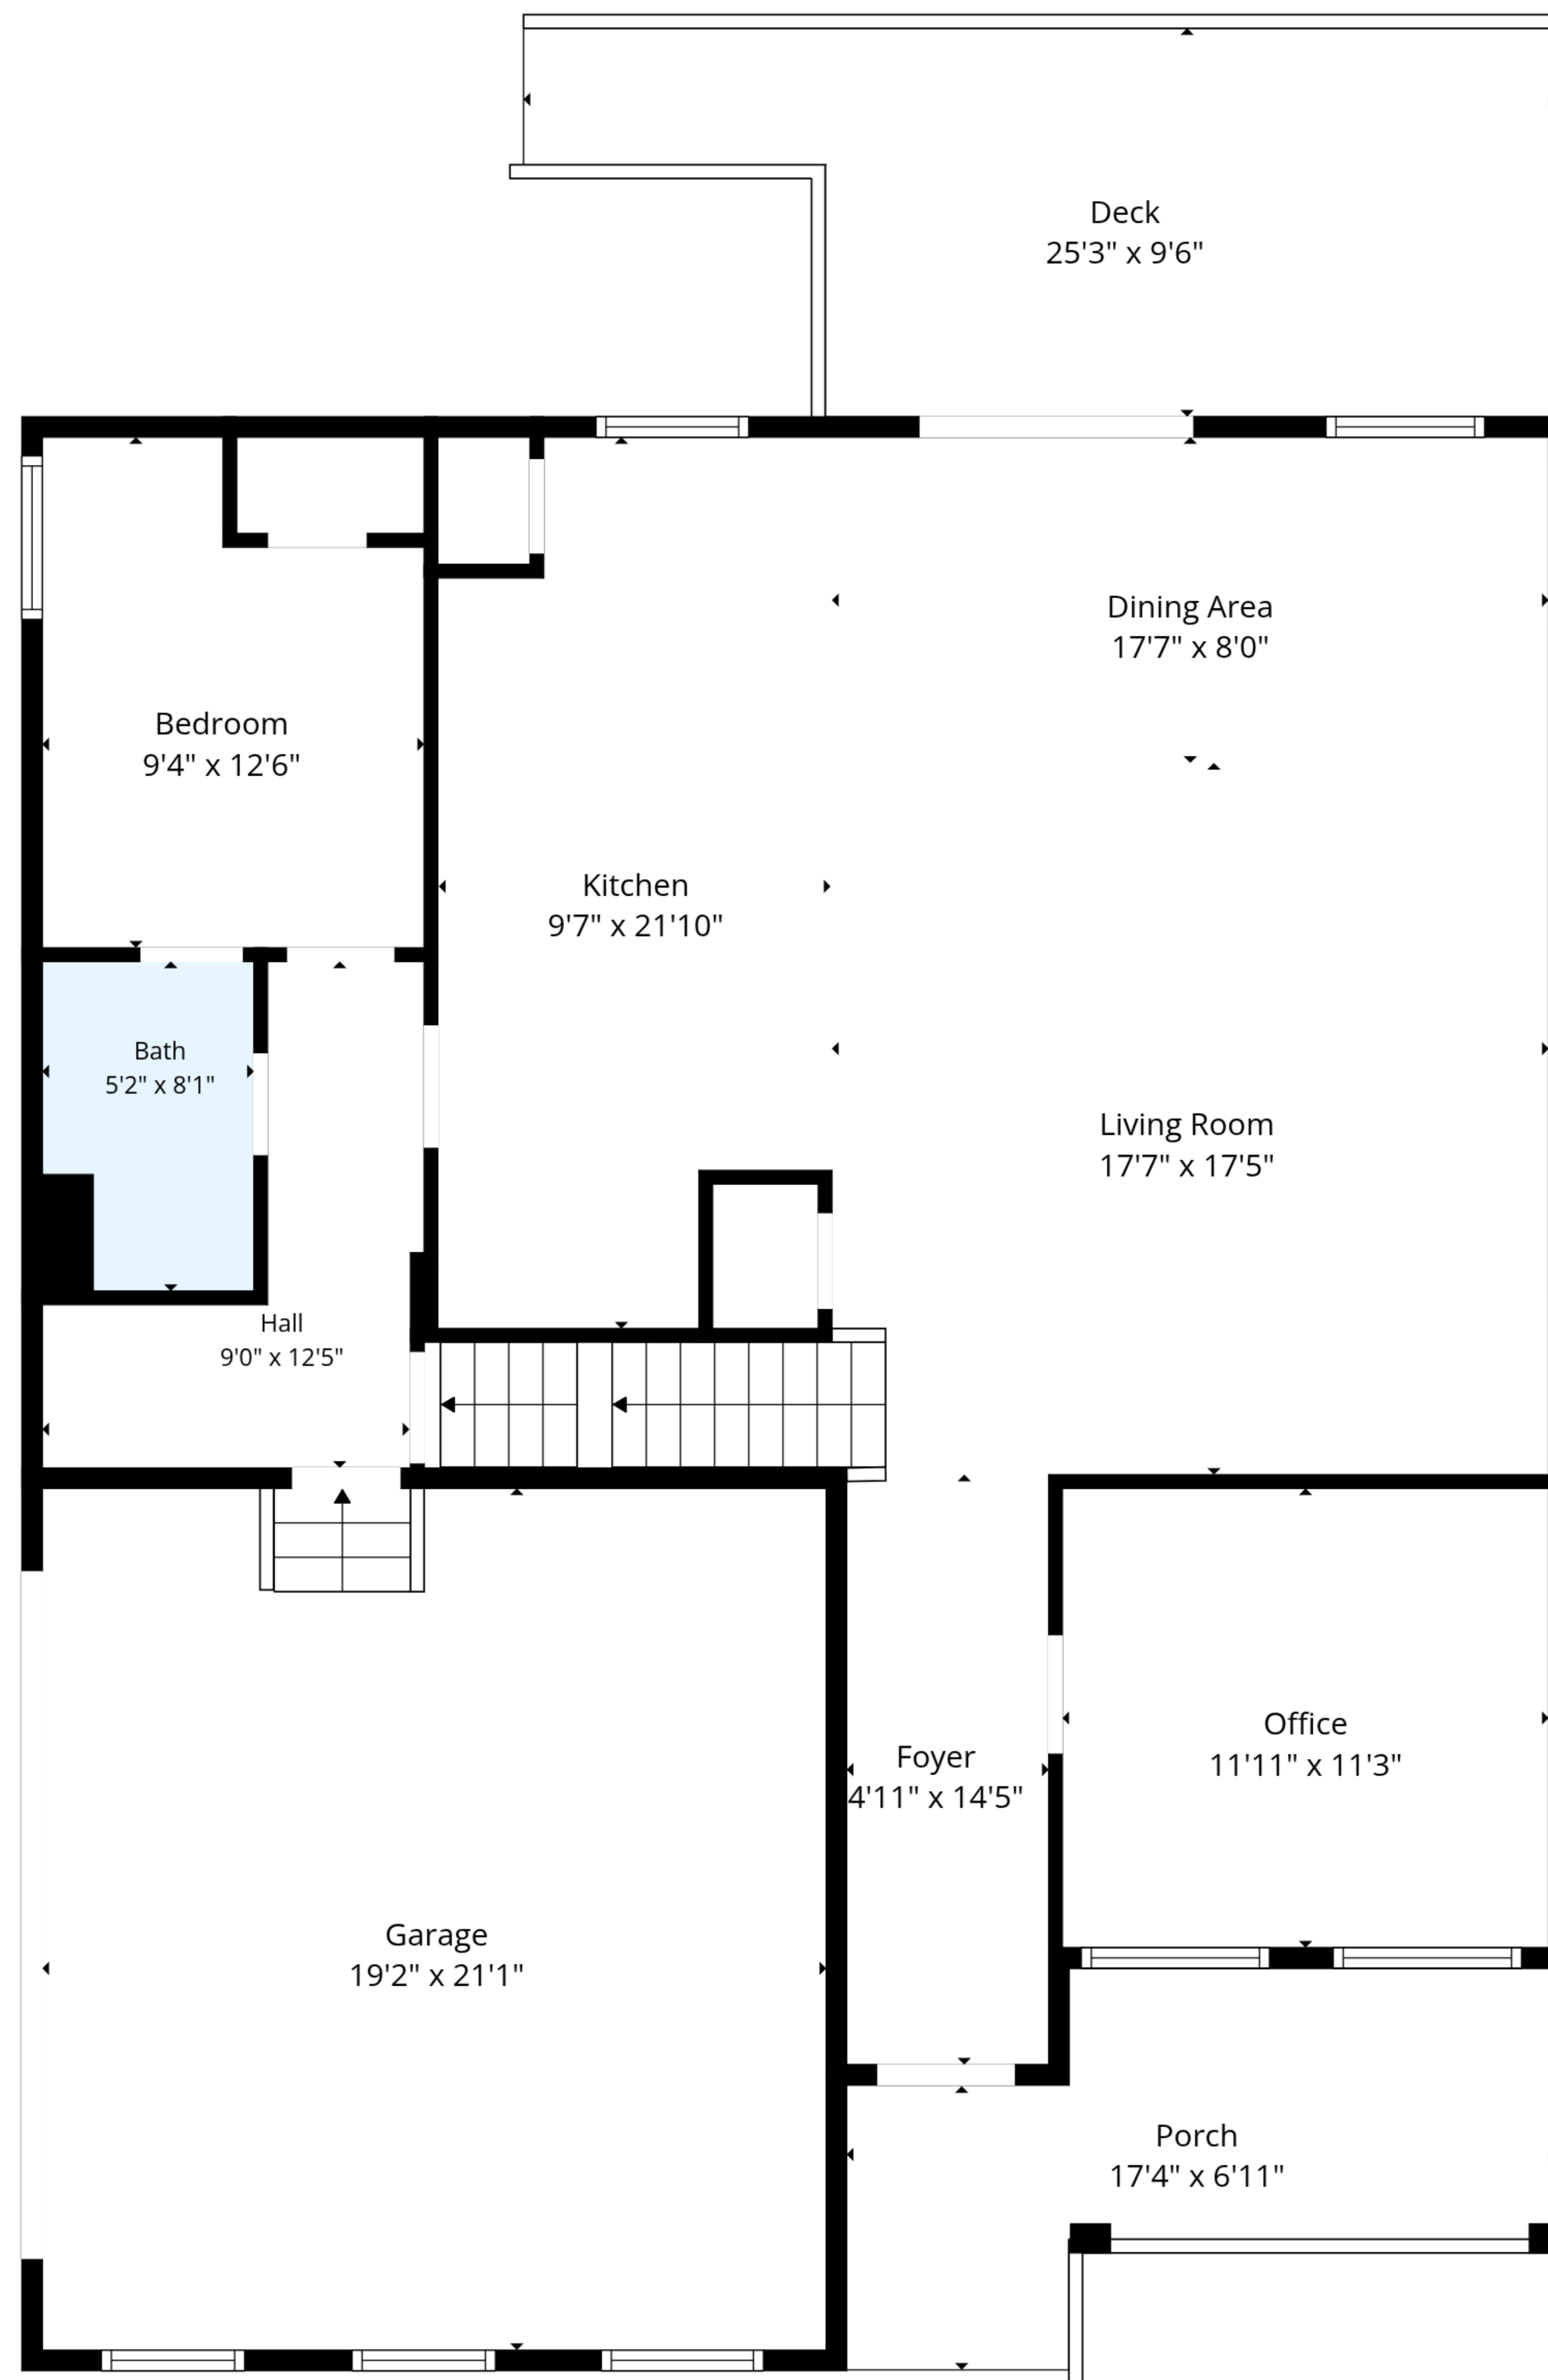 Deck
25'3" x 9'6"
Dining Area
17'7" x 8'0"
Bedroom
9'4" x 12'6"
Kitchen
9'7" x 21'10"
Bath
5'2" x 8'1"
Living Room
17'7" x 17'5"
Hall
9'0" x 12'5"
Office
11'11" x 11'3"
Foyer
4'11" x 14'5"
Garage
19'2" x 21'1"
Porch
17'4" x 6'11"